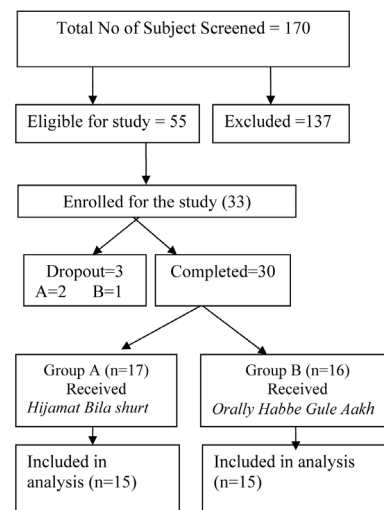 Total No of Subject Screened = 170
Eligible for study = 55
Excluded =137
Enrolled for the study (33)
Dropout=3
A=2 B=1
Completed=30
Group A (n=17)
Received
Hijamat Bila shurt
Group B (n=16)
Received
Orally Habbe Gule Aakh
Included in
analysis (n=15)
Included in analysis
(n=15)